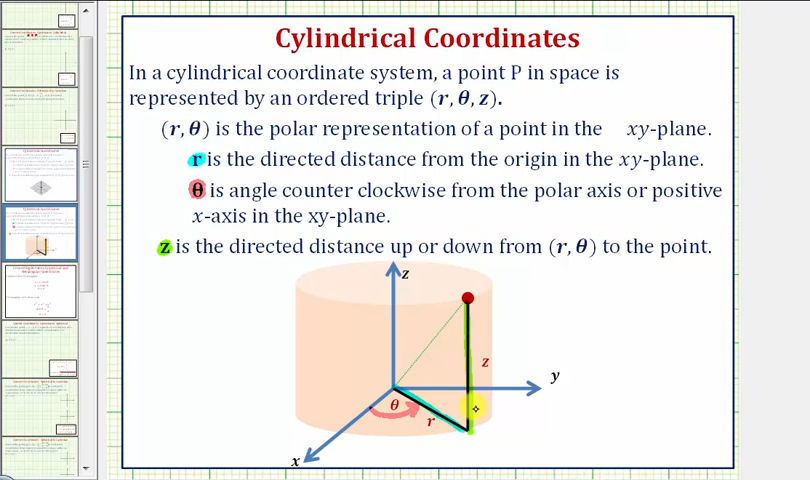 Cylindrical Coordinates
In a cylindrical coordinate system, a point P in space is
represented by an ordered triple (r, θ, z).
(r, θ) is the polar representation of a point in the xy-plane.
r is the directed distance from the origin in the xy-plane.
θ is angle counter clockwise from the polar axis or positive
x-axis in the xy-plane.
z is the directed distance up or down from (r, θ) to the point.
z
z
y
θ
r
x